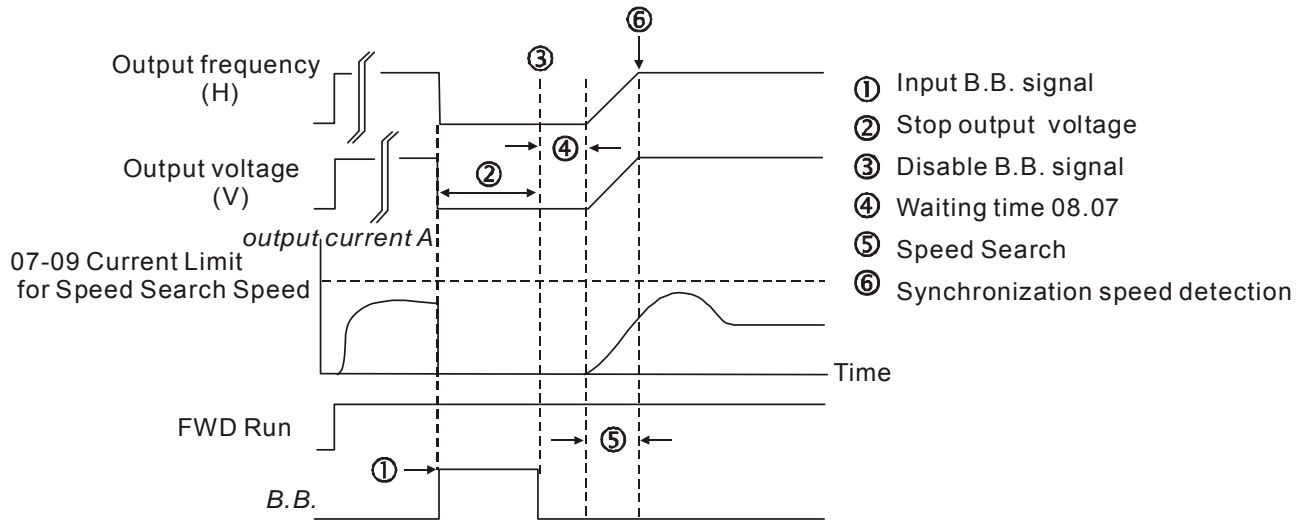 Output frequency
(H)
Output voltage
(V)
output current A
07-09 Current Limit
for Speed Search Speed
FWD Run
B.B.
Time
①
②
③
④
⑤
⑥
① Input B.B. signal
② Stop output voltage
③ Disable B.B. signal
④ Waiting time 08.07
⑤ Speed Search
⑥ Synchronization speed detection